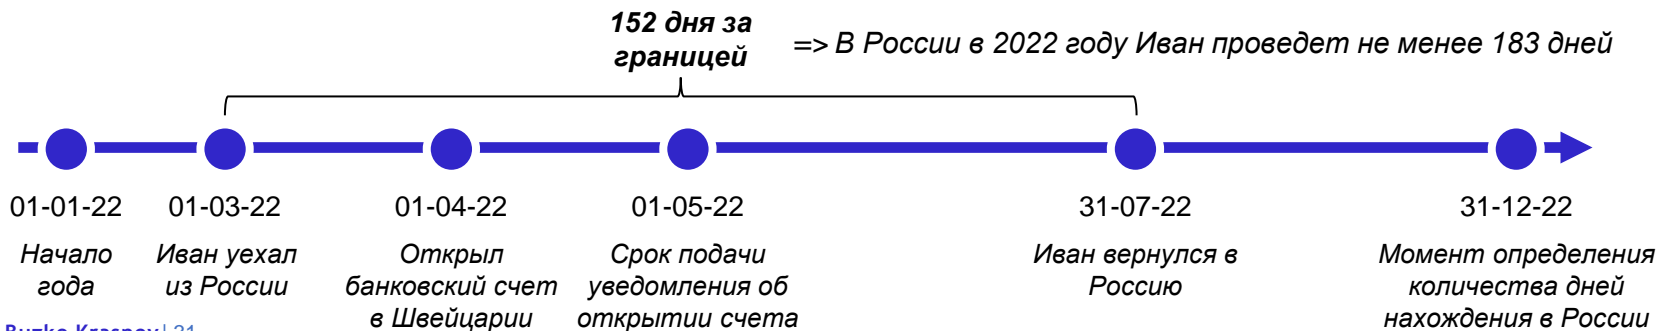 152 дня за
границей
=> В России в 2022 году Иван проведет не менее 183 дней
01-01-22
01-03-22
01-04-22
01-05-22
31-07-22
31-12-22
Начало
года
Иван уехал
из России
Открыл
банковский счет
в Швейцарии
Срок подачи
уведомления об
открытии счета
Иван вернулся в
Россию
Момент определения
количества дней
нахождения в России